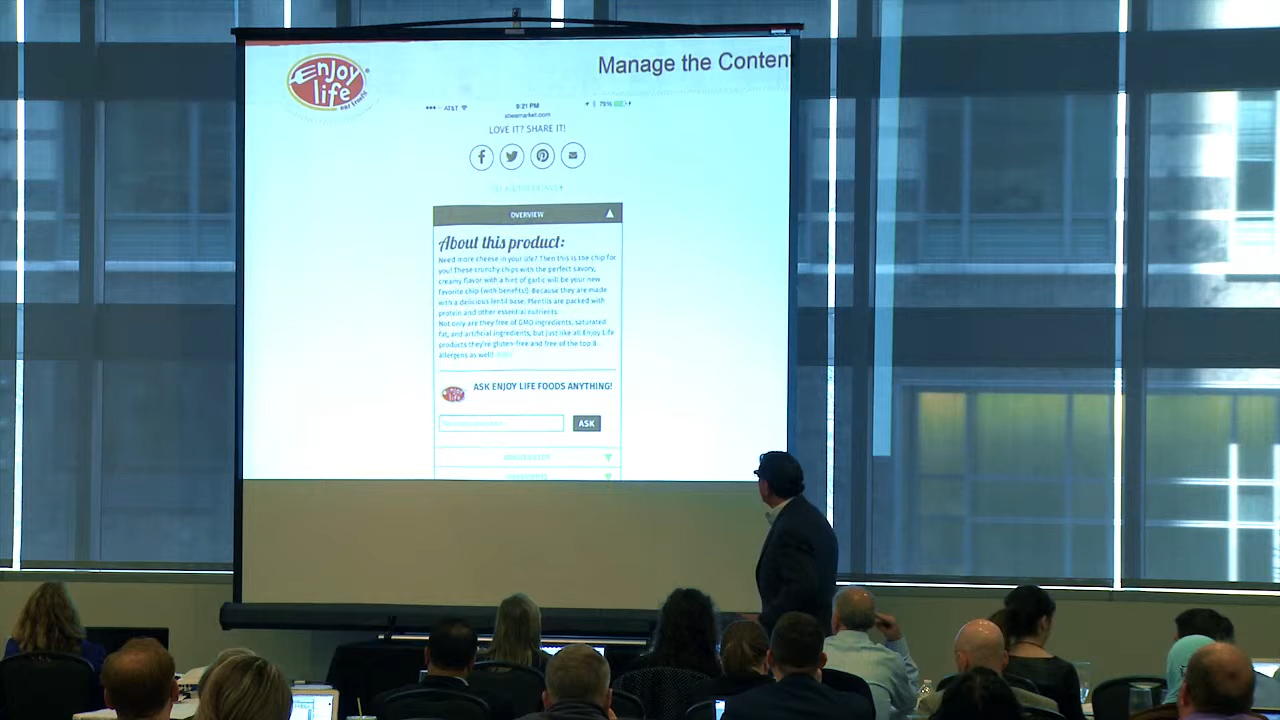 Enjoy life
eat freely
Manage the Content
AT&T
9:21 PM
79%
LOVE IT? SHARE IT!
OVERVIEW
About this product:
Need more cheese in your life? Then this is the chip for
you! These crunchy chips with the perfect savory,
creamy flavor with a hint of garlic will be your new
favorite chip (with benefits!). Because they are made
with a delicious lentil base, Plentils are packed with
protein and other essential nutrients.
Not only are they free of GMO ingredients, saturated
fat, and artificial ingredients, but just like all Enjoy Life
products they're gluten-free and free of the top 8
allergens as well!
ASK ENJOY LIFE FOODS ANYTHING!
ASK